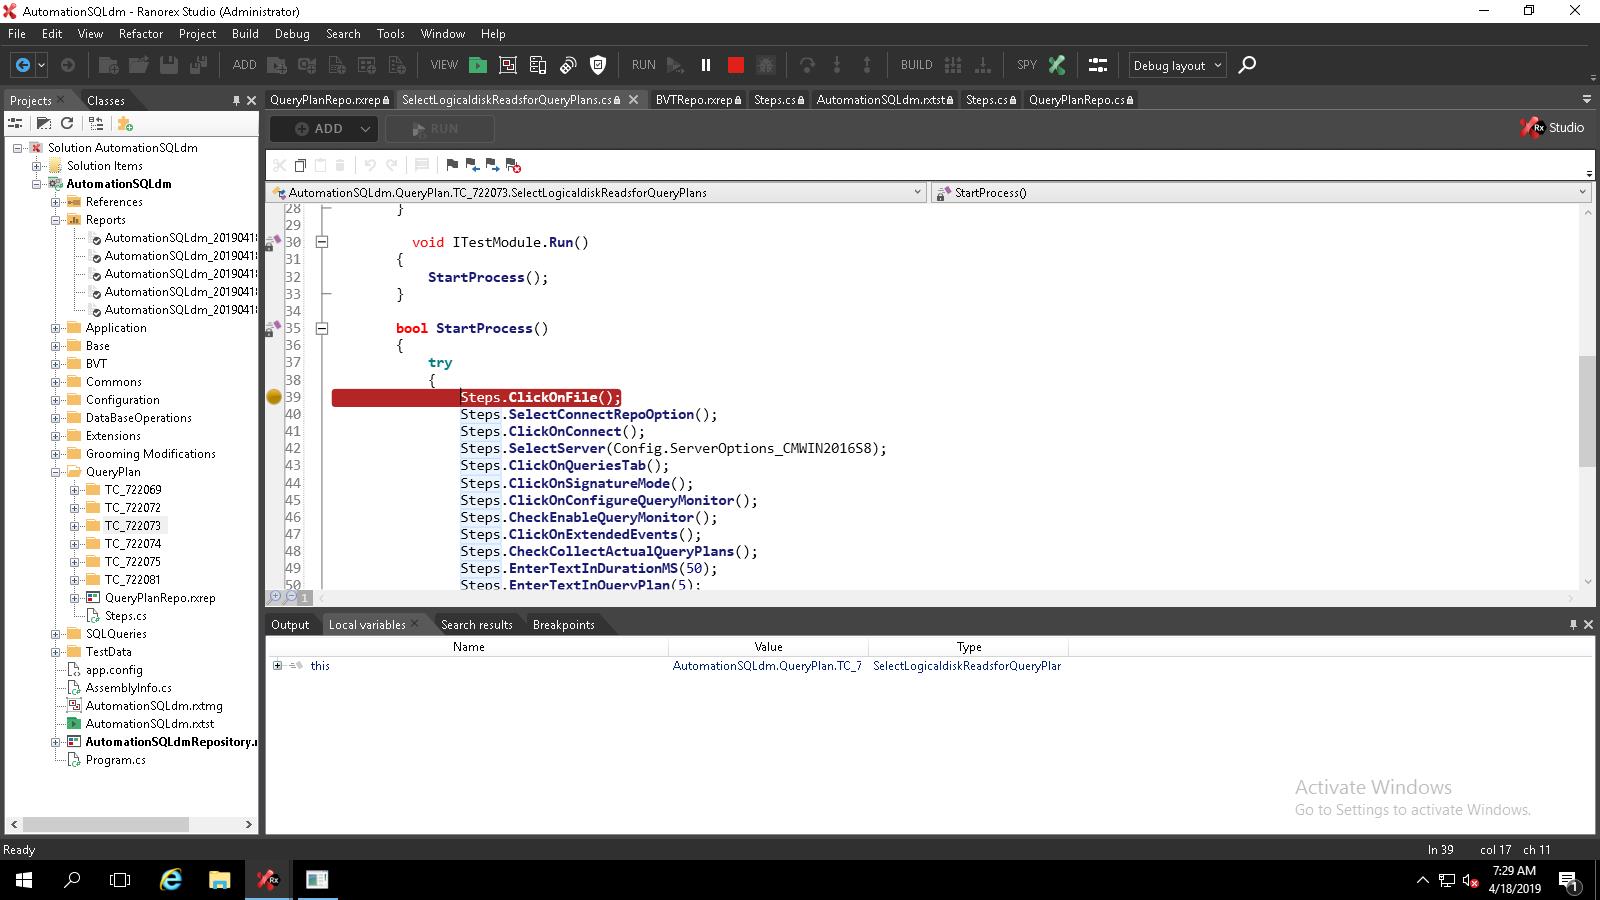 AutomationSQLdm - Ranorex Studio (Administrator)
File Edit View Refactor Project Build Debug Search Tools Window Help
ADD VIEW RUN BUILD SPY Debug layout
Projects Classes
QueryPlanRepo.rxrep SelectLogicaldiskReadsforQueryPlans.cs BVTRepo.rxrep Steps.cs AutomationSQLdm.rxtst Steps.cs QueryPlanRepo.cs
ADD RUN
Rx Studio
Solution AutomationSQLdm
Solution Items
AutomationSQLdm
References
Reports
AutomationSQLdm_20190418
AutomationSQLdm_20190418
AutomationSQLdm_20190418
AutomationSQLdm_20190418
AutomationSQLdm_20190418
Application
Base
BVT
Commons
Configuration
DataBaseOperations
Extensions
Grooming Modifications
QueryPlan
TC_722069
TC_722072
TC_722073
TC_722074
TC_722075
TC_722081
QueryPlanRepo.rxrep
Steps.cs
SQLQueries
TestData
app.config
AssemblyInfo.cs
AutomationSQLdm.rxtmg
AutomationSQLdm.rxtst
AutomationSQLdmRepository.r
Program.cs
AutomationSQLdm.QueryPlan.TC_722073.SelectLogicaldiskReadsforQueryPlans
StartProcess()
28 }
29
30 void ITestModule.Run()
31 {
32 StartProcess();
33 }
34
35 bool StartProcess()
36 {
37 try
38 {
39 Steps.ClickOnFile();
40 Steps.SelectConnectRepoOption();
41 Steps.ClickOnConnect();
42 Steps.SelectServer(Config.ServerOptions_CMWIN2016S8);
43 Steps.ClickOnQueriesTab();
44 Steps.ClickOnSignatureMode();
45 Steps.ClickOnConfigureQueryMonitor();
46 Steps.CheckEnableQueryMonitor();
47 Steps.ClickOnExtendedEvents();
48 Steps.CheckCollectActualQueryPlans();
49 Steps.EnterTextInDurationMS(50);
50 Steps.EnterTextInQueryPlan(5);
1
Output Local variables Search results Breakpoints
Name Value Type
this AutomationSQLdm.QueryPlan.TC_7 SelectLogicaldiskReadsforQueryPlar
Activate Windows
Go to Settings to activate Windows.
Ready
ln 39 col 17 ch 11
Rx
7:29 AM
4/18/2019
1